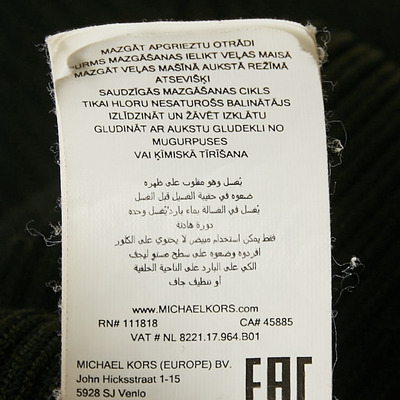 MAZGĀT APGRIEZTU OTRĀDI
PIRMS MAZGĀŠANAS IELIKT VEĻAS MAISĀ
MAZGĀT VEĻAS MAŠĪNĀ AUKSTĀ REŽĪMĀ
ATSEVIŠĶI
SAUDZĪGĀS MAZGĀŠANAS CIKLS
TIKAI HLORU NESATUROŠS BALINĀTĀJS
IZLĪDZINĀT UN ŽĀVĒT IZKLĀTU
GLUDINĀT AR AUKSTU GLUDEKLI NO
MUGURPUSES
VAI ĶĪMISKĀ TĪRĪŠANA
يُغسل وهو مقلوب على ظهره
ضعوه في حقيبة الغسيل قبل الغسل
يُغسل في الغسالة بماء بارد يُغسل وحده
دورة هادئة
فقط يمكن استخدام مبيض لا يحتوي على الكلور
افردوه وضعوه على سطح مستو ليجف
الكي على البارد على الناحية الخلفية
أو تنظيف جاف
www.MICHAELKORS.com
RN# 111818 CA# 45885
VAT # NL 8221.17.964.B01
MICHAEL KORS (EUROPE) BV.
John Hicksstraat 1-15
5928 SJ Venlo
EAC